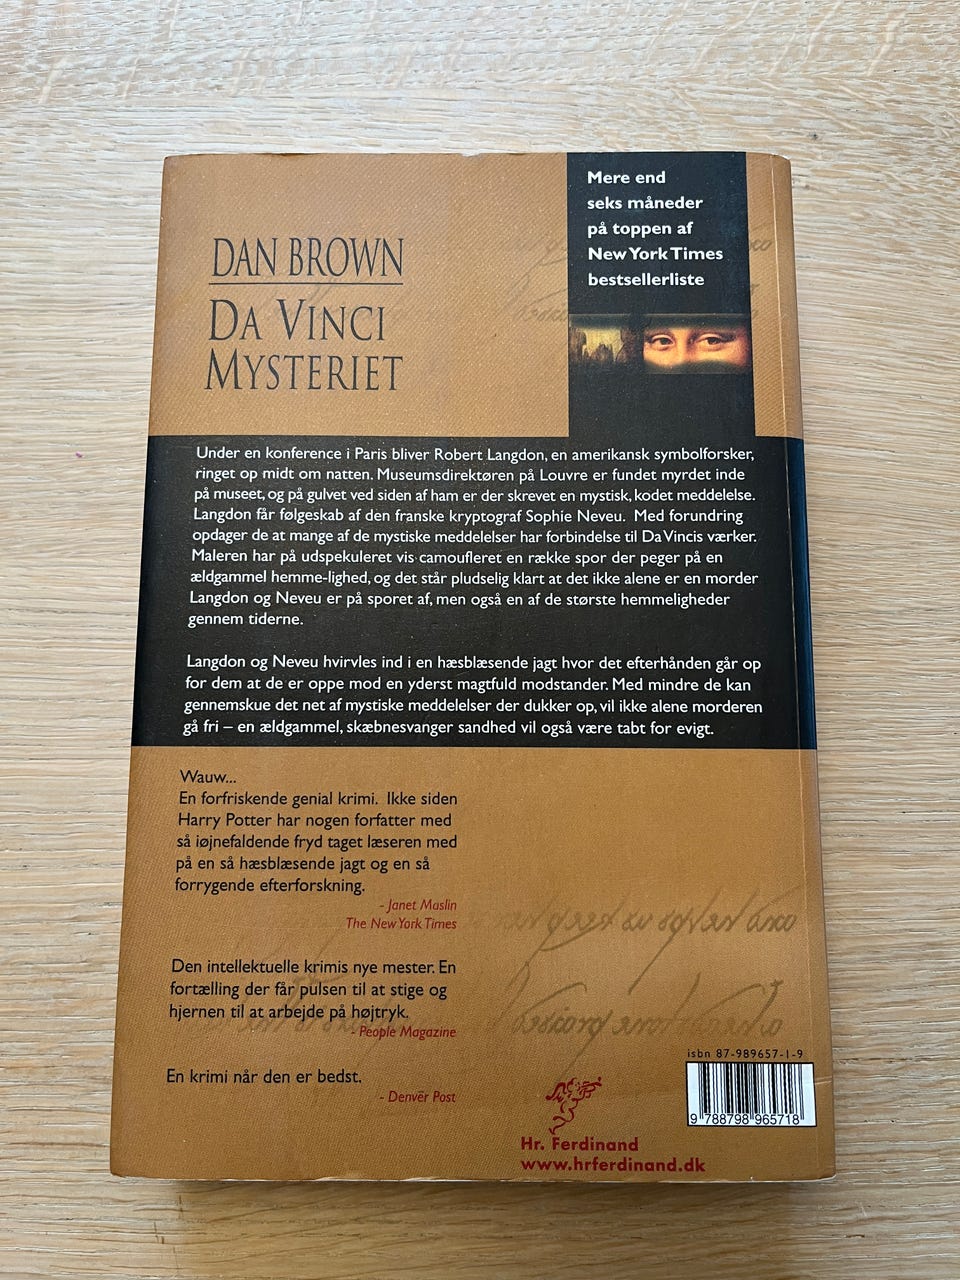 Mere end
seks måneder
på toppen af
New York Times
bestsellerliste
DAN BROWN
DA VINCI
MYSTERIET
Under en konference i Paris bliver Robert Langdon, en amerikansk symbolforsker,
ringet op midt om natten. Museumsdirektøren på Louvre er fundet myrdet inde
på museet, og på gulvet ved siden af ham er der skrevet en mystisk, kodet meddelelse.
Langdon får følgeskab af den franske kryptograf Sophie Neveu. Med forundring
opdager de at mange af de mystiske meddelelser har forbindelse til Da Vincis værker.
Maleren har på udspekuleret vis camoufleret en række spor der peger på en
ældgammel hemme-lighed, og det står pludselig klart at det ikke alene er en morder
Langdon og Neveu er på sporet af, men også en af de største hemmeligheder
gennem tiderne.
Langdon og Neveu hvirvles ind i en hæsblæsende jagt hvor det efterhånden går op
for dem at de er oppe mod en yderst magtfuld modstander. Med mindre de kan
gennemskue det net af mystiske meddelelser der dukker op, vil ikke alene morderen
gå fri – en ældgammel, skæbnesvanger sandhed vil også være tabt for evigt.
Wauw...
En forfriskende genial krimi. Ikke siden
Harry Potter har nogen forfatter med
så iøjnefaldende fryd taget læseren med
på en så hæsblæsende jagt og en så
forrygende efterforskning.
- Janet Maslin
The New York Times
Den intellektuelle krimis nye mester. En
fortælling der får pulsen til at stige og
hjernen til at arbejde på højtryk.
- People Magazine
En krimi når den er bedst.
- Denver Post
isbn 87-989657-1-9
9 788798 965718
Hr. Ferdinand
www.hrferdinand.dk